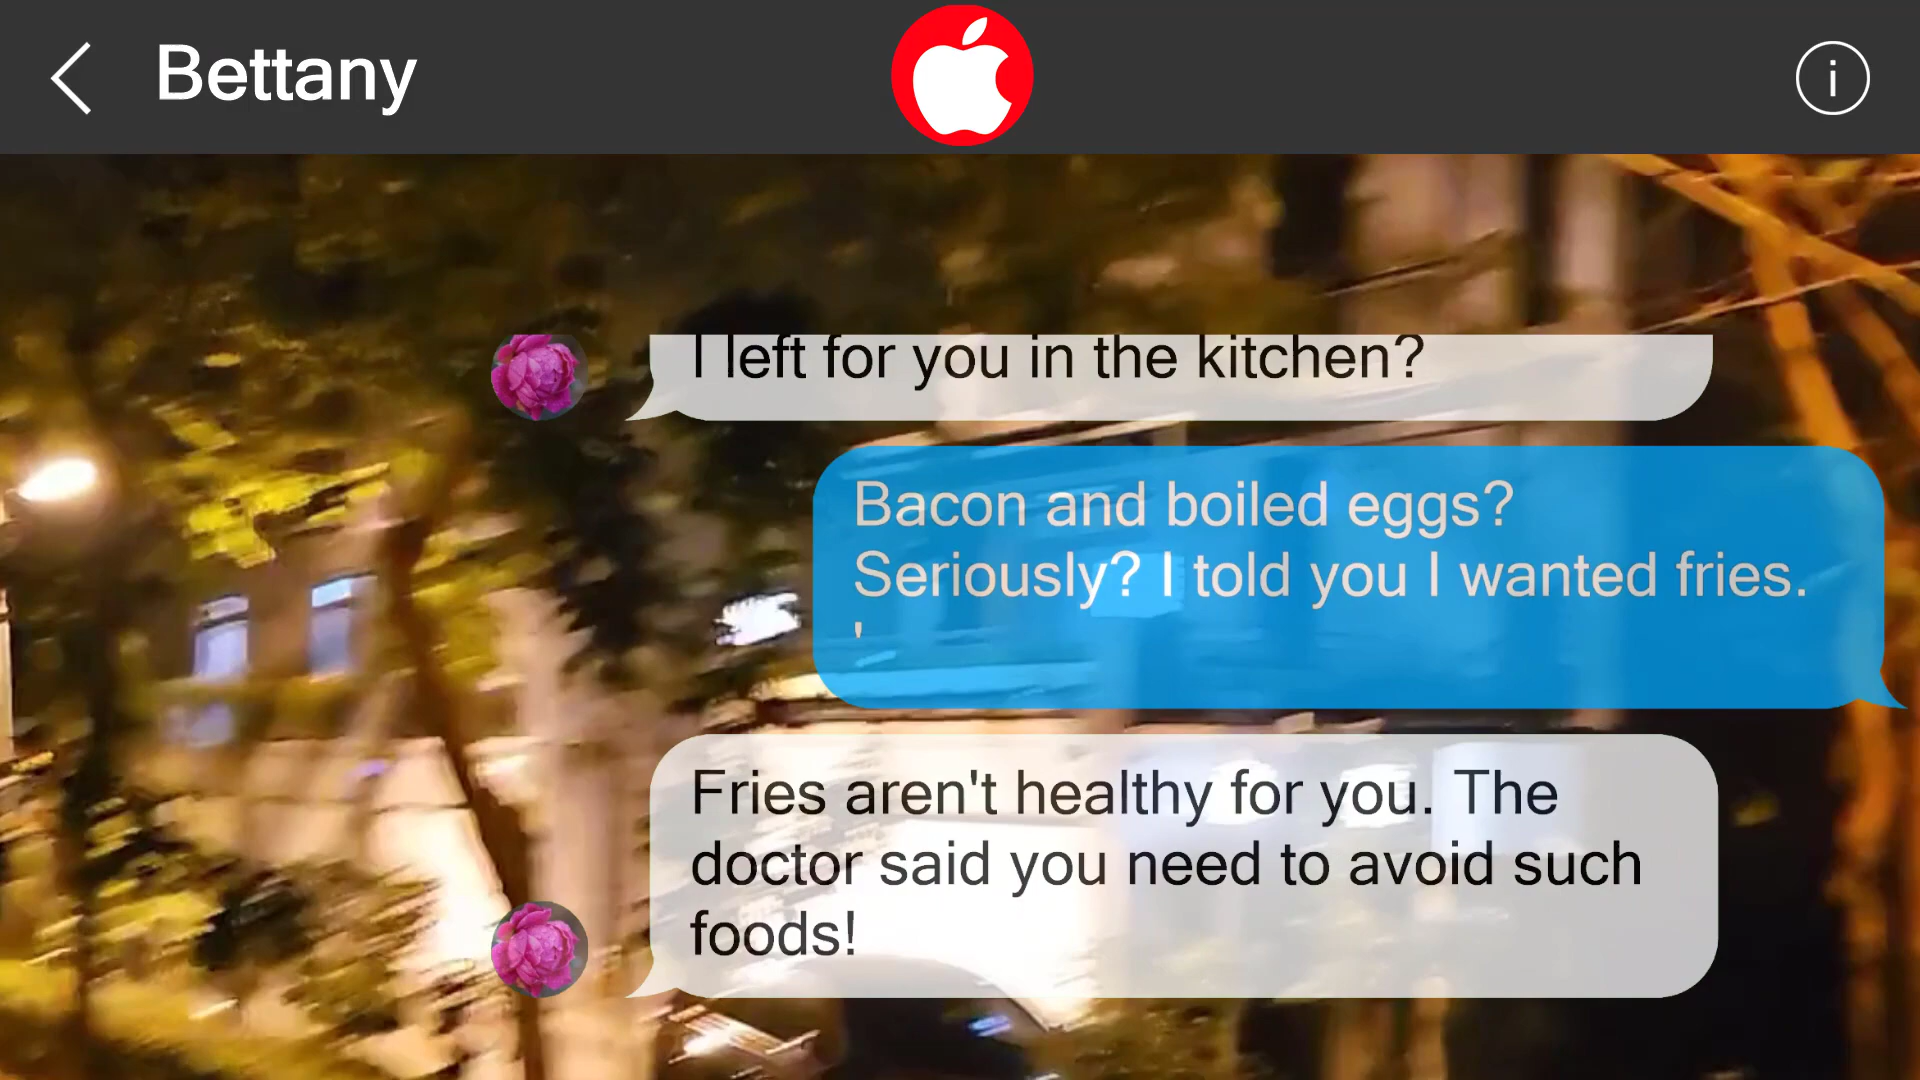 Bettany
i
I left for you in the kitchen?
Bacon and boiled eggs?
Seriously? I told you I wanted fries.
'
Fries aren't healthy for you. The
doctor said you need to avoid such
foods!